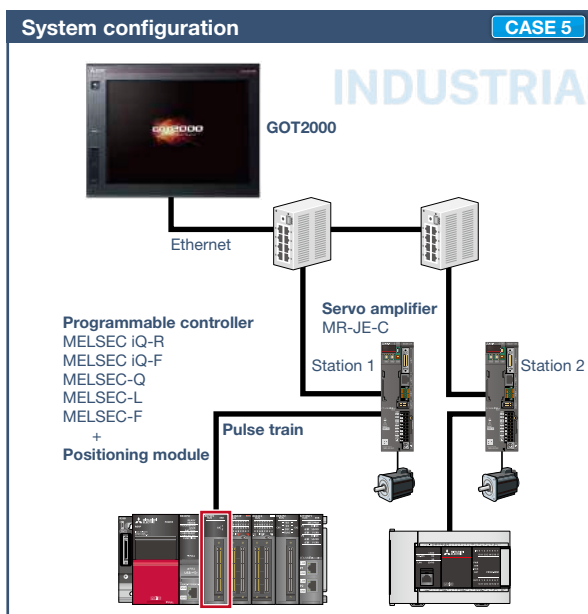 System configuration
CASE 5
INDUSTRIA
GOT2000
GOT2000
Ethernet
Servo amplifier
MR-JE-C
Programmable controller
MELSEC iQ-R
MELSEC iQ-F
MELSEC-Q
MELSEC-L
MELSEC-F
+
Positioning module
Station 1
Station 2
Pulse train